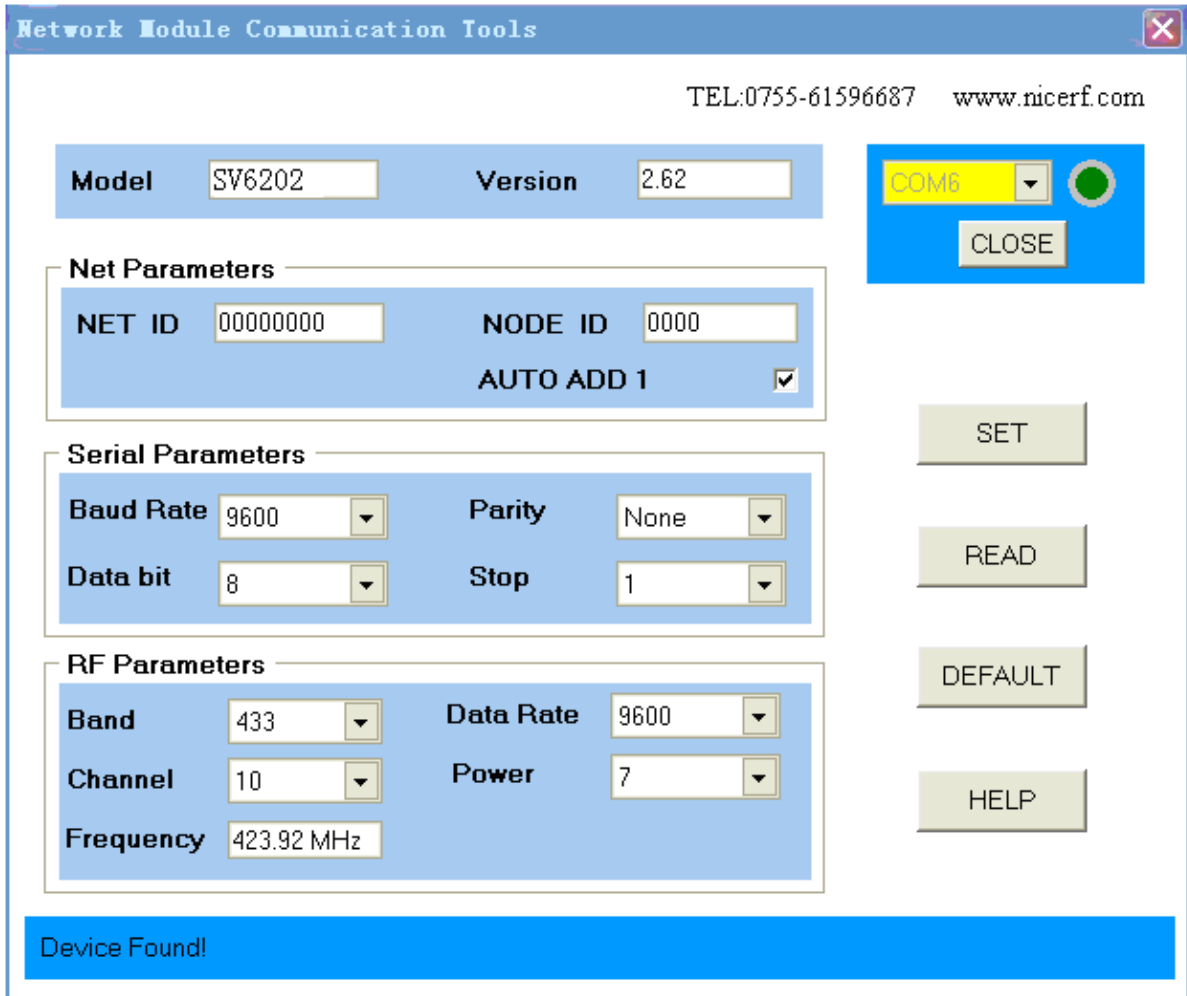 Network Module Communication Tools
TEL:0755-61596687 www.nicerf.com
Model SV6202 Version 2.62
COM6
CLOSE
Net Parameters
NET ID 00000000 NODE ID 0000
AUTO ADD 1
SET
Serial Parameters
Baud Rate 9600 Parity None
Data bit 8 Stop 1
READ
RF Parameters
Band 433 Data Rate 9600
Channel 10 Power 7
Frequency 423.92 MHz
DEFAULT
HELP
Device Found!